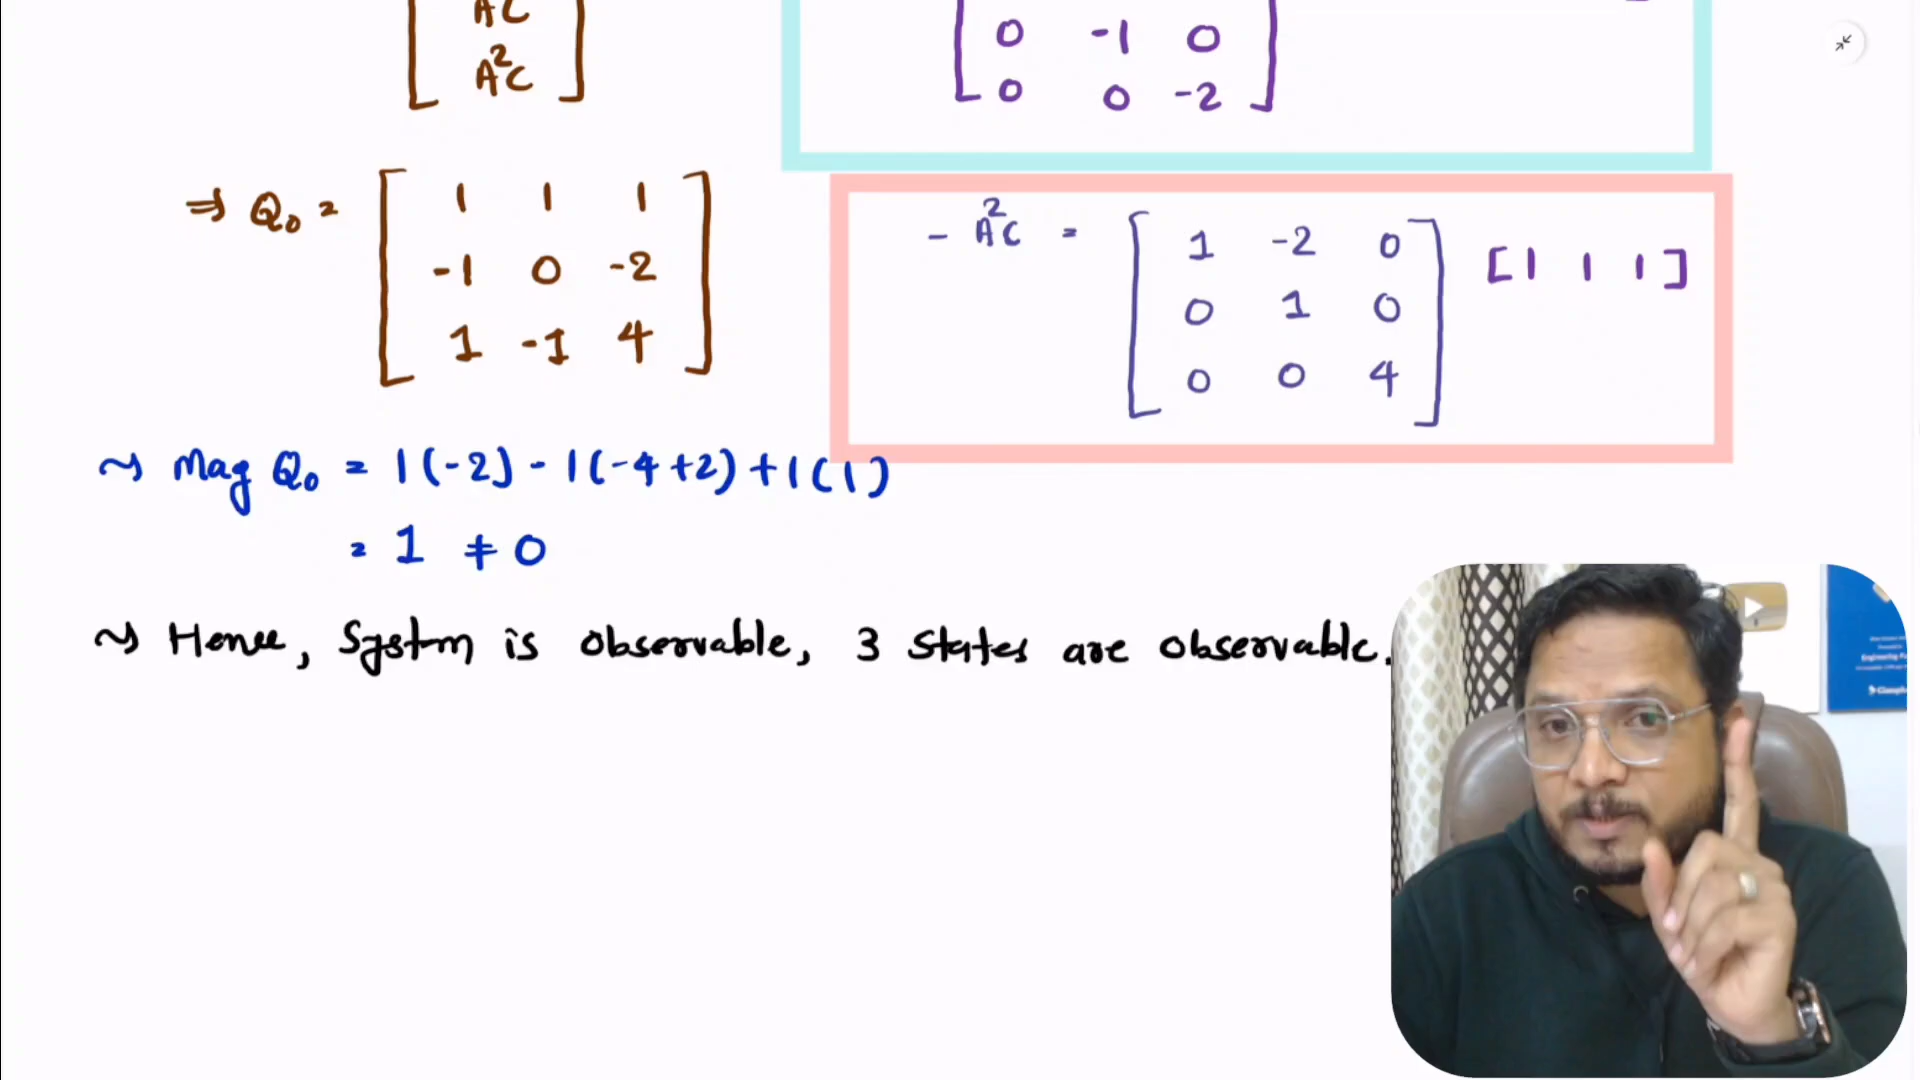 AC
A²C
0 -1 0
0 0 -2
⇒ Q₀ = [ 1 1 1
-1 0 -2
1 -1 4 ]
- A²C = [ 1 -2 0
0 1 0
0 0 4 ] [1 1 1]
~> Mag Q₀ = 1(-2) - 1(-4+2) + 1(1)
= 1 ≠ 0
~> Hence, System is observable, 3 states are observable.